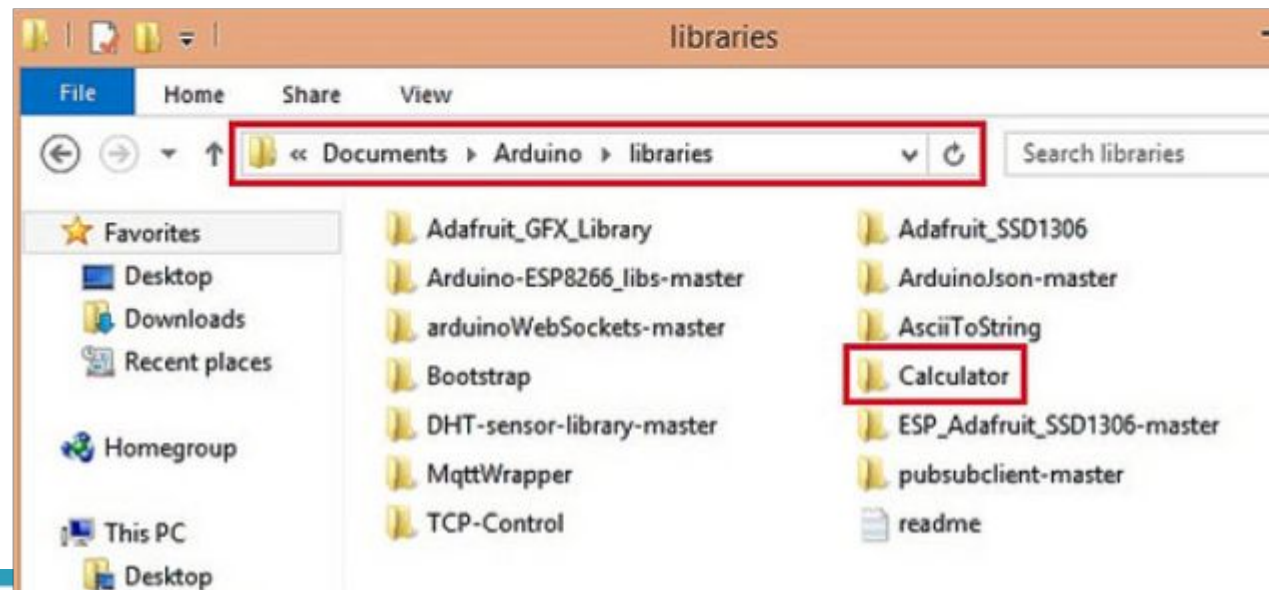 libraries
File Home Share View
« Documents Arduino libraries Search libraries
Favorites
Desktop
Downloads
Recent places
Homegroup
This PC
Desktop
Adafruit_GFX_Library Adafruit_SSD1306
Arduino-ESP8266_libs-master ArduinoJson-master
arduinoWebSockets-master AsciiToString
Bootstrap Calculator
DHT-sensor-library-master ESP_Adafruit_SSD1306-master
MqttWrapper pubsubclient-master
TCP-Control readme